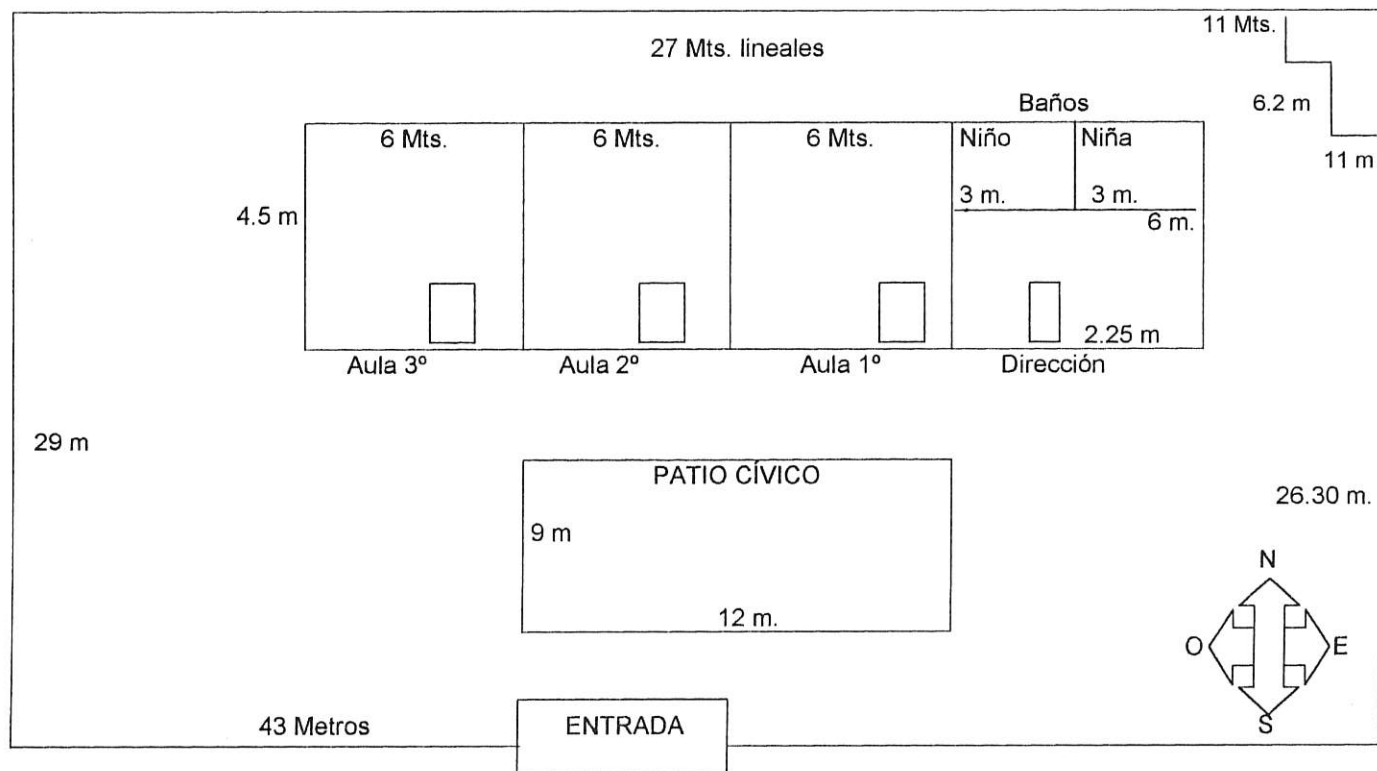 11 Mts.
27 Mts. lineales
6.2 m
11 m
Baños
6 Mts.
6 Mts.
6 Mts.
Niño
Niña
3 m.
3 m.
6 m.
4.5 m
2.25 m
Aula 3º
Aula 2º
Aula 1º
Dirección
29 m
PATIO CÍVICO
9 m
12 m.
26.30 m.
N
O
E
S
43 Metros
ENTRADA